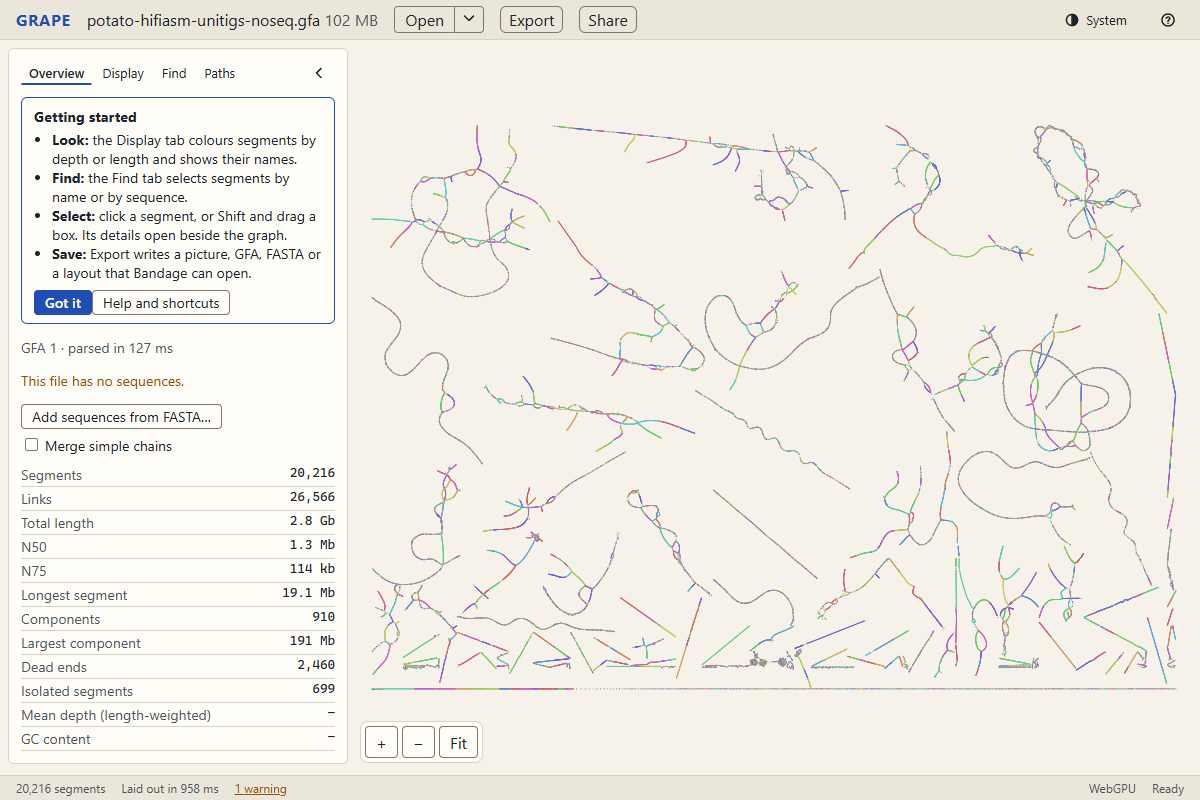 GRAPE potato-hifiasm-unitigs-noseq.gfa 102 MB Open Export Share System
Overview Display Find Paths
Getting started
• Look: the Display tab colours segments by
depth or length and shows their names.
• Find: the Find tab selects segments by
name or by sequence.
• Select: click a segment, or Shift and drag a
box. Its details open beside the graph.
• Save: Export writes a picture, GFA, FASTA or
a layout that Bandage can open.
Got it Help and shortcuts
GFA 1 · parsed in 127 ms
This file has no sequences.
Add sequences from FASTA...
Merge simple chains
Segments 20,216
Links 26,566
Total length 2.8 Gb
N50 1.3 Mb
N75 114 kb
Longest segment 19.1 Mb
Components 910
Largest component 191 Mb
Dead ends 2,460
Isolated segments 699
Mean depth (length-weighted) –
GC content –
+ − Fit
20,216 segments Laid out in 958 ms 1 warning WebGPU Ready